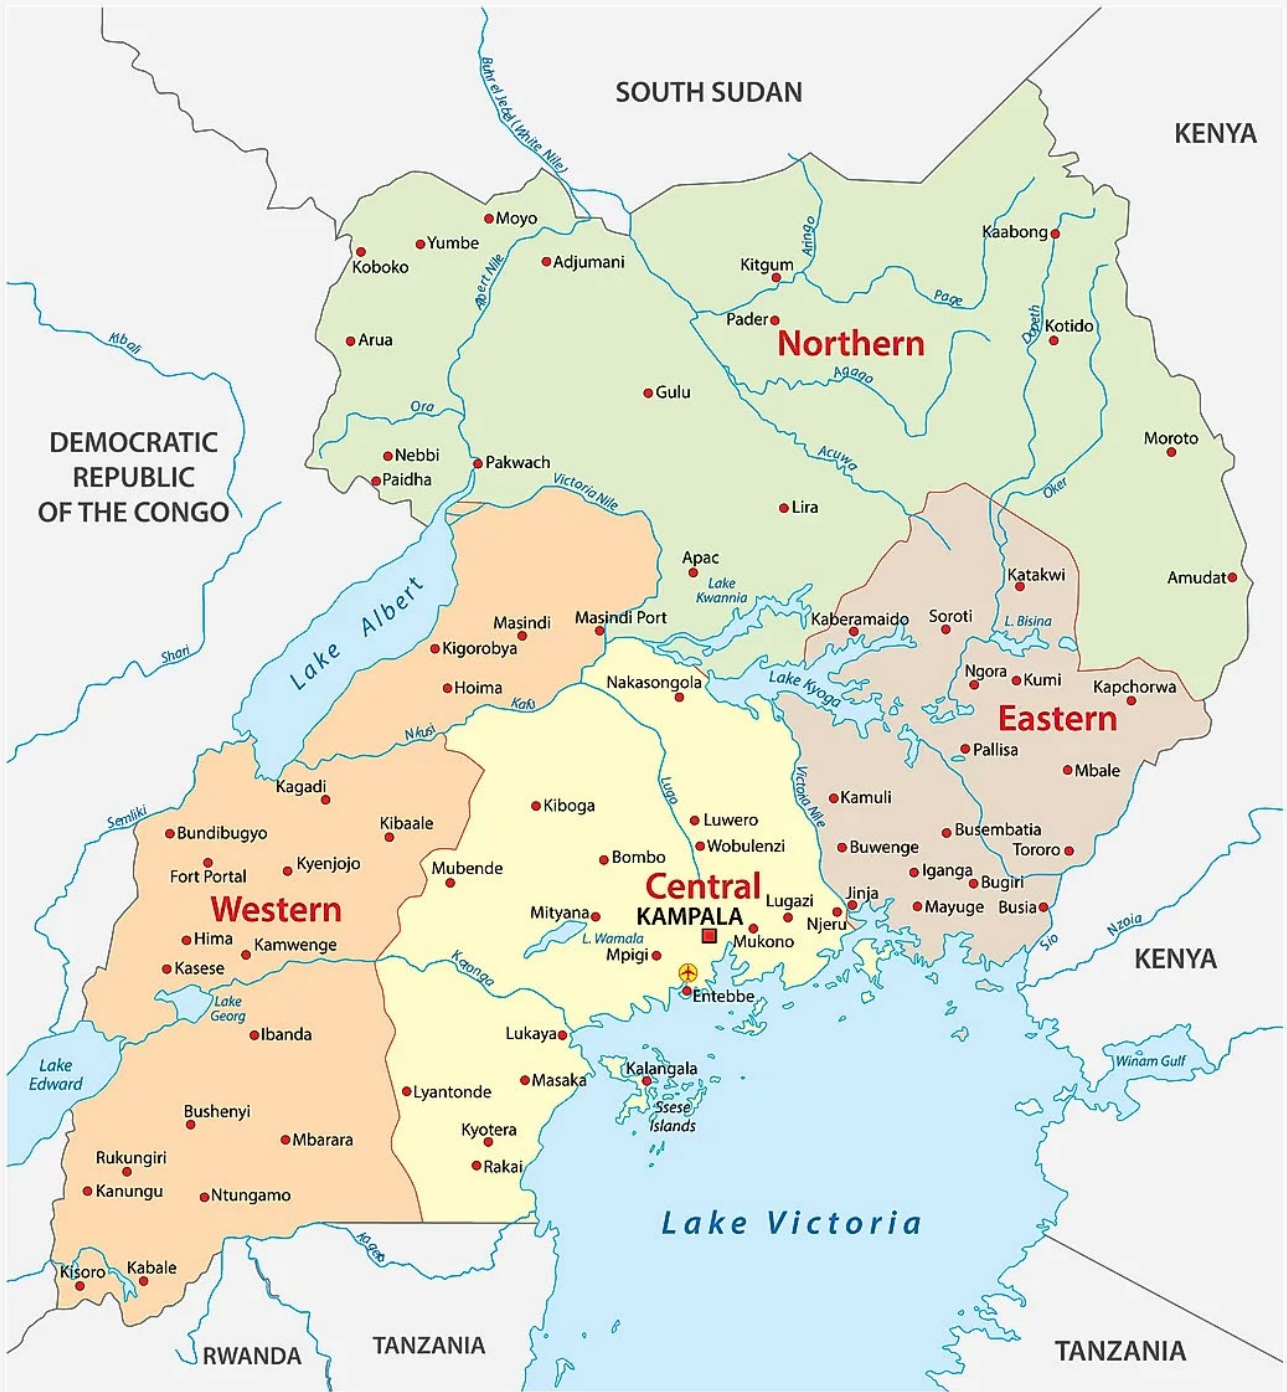 Buhr el Jebel (White Nile)
SOUTH SUDAN
KENYA
Moyo
Yumbe
Koboko
Adjumani
Albert Nile
Aringo
Kaabong
Kitgum
Page
Pader
Northern
Dopeth
Kotido
Kibali
Arua
Agago
Gulu
Ora
DEMOCRATIC
REPUBLIC
OF THE CONGO
Nebbi
Paidha
Pakwach
Victoria Nile
Acuwa
Moroto
Oker
Lira
Apac
Lake
Kwannia
Katakwi
Amudat
Lake Albert
Masindi
Masindi Port
Kaberamaido
Soroti
L. Bisina
Kigorobya
Shari
Hoima
Nakasongola
Lake Kyoga
Ngora
Kumi
Kapchorwa
Eastern
Kafu
Nkusi
Pallisa
Mbale
Kagadi
Lugo
Victoria Nile
Kamuli
Kiboga
Semliki
Bundibugyo
Kibaale
Luwero
Wobulenzi
Busembatia
Buwenge
Tororo
Fort Portal
Kyenjojo
Mubende
Bombo
Iganga
Bugiri
Central
Western
KAMPALA
Lugazi
Jinja
Njeru
Mayuge
Busia
Mityana
L. Wamala
Mukono
Mpigi
Hima
Kamwenge
Kasese
Kaonga
Sio
Nzoia
KENYA
Entebbe
Lake
Georg
Ibanda
Lukaya
Lake
Edward
Winam Gulf
Kalangala
Masaka
Lyantonde
Ssese
Islands
Bushenyi
Mbarara
Kyotera
Rakai
Rukungiri
Kanungu
Ntungamo
Lake Victoria
Kagera
Kisoro
Kabale
RWANDA
TANZANIA
TANZANIA